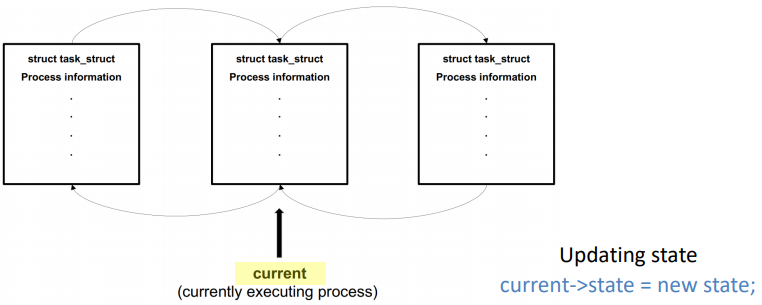 struct task_struct
Process information
.
.
.
.
struct task_struct
Process information
.
.
.
.
struct task_struct
Process information
.
.
.
.
current
(currently executing process)
Updating state
current->state = new state;